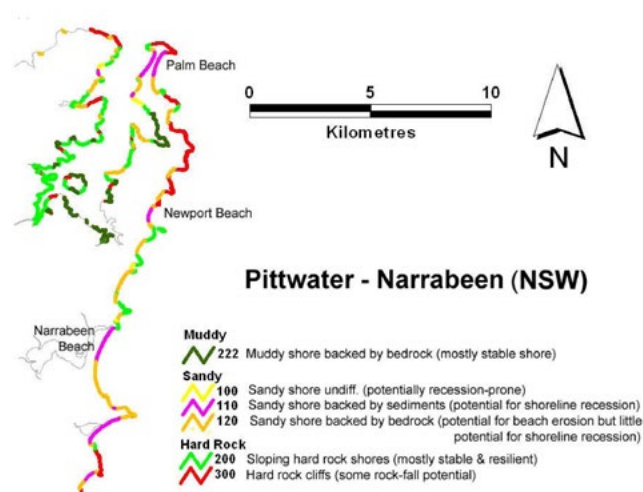 Palm Beach
0 5 10
Kilometres
N
Newport Beach
Pittwater - Narrabeen (NSW)
Narrabeen
Beach
Muddy
222 Muddy shore backed by bedrock (mostly stable shore)
Sandy
100 Sandy shore undiff. (potentially recession-prone)
110 Sandy shore backed by sediments (potential for shoreline recession)
120 Sandy shore backed by bedrock (potential for beach erosion but little
potential for shoreline recession)
Hard Rock
200 Sloping hard rock shores (mostly stable & resilient)
300 Hard rock cliffs (some rock-fall potential)